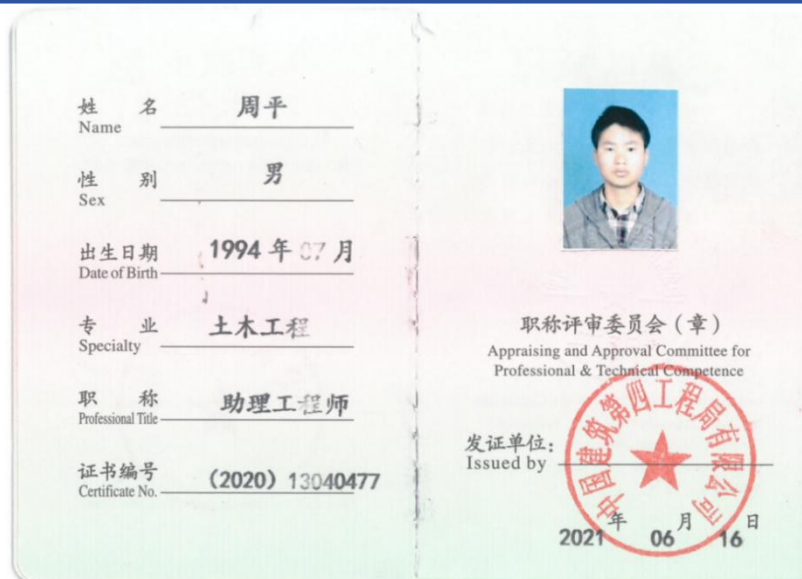 姓 名 周平
Name
性 别 男
Sex
出生日期 1994 年 07 月
Date of Birth
专 业 土木工程
Specialty
职 称 助理工程师
Professional Title
证书编号 (2020) 13040477
Certificate No.
职称评审委员会(章)
Appraising and Approval Committee for
Professional & Technical Competence
中国建筑第四工程局有限公司
发证单位:
Issued by
2021 年 06 月 16 日